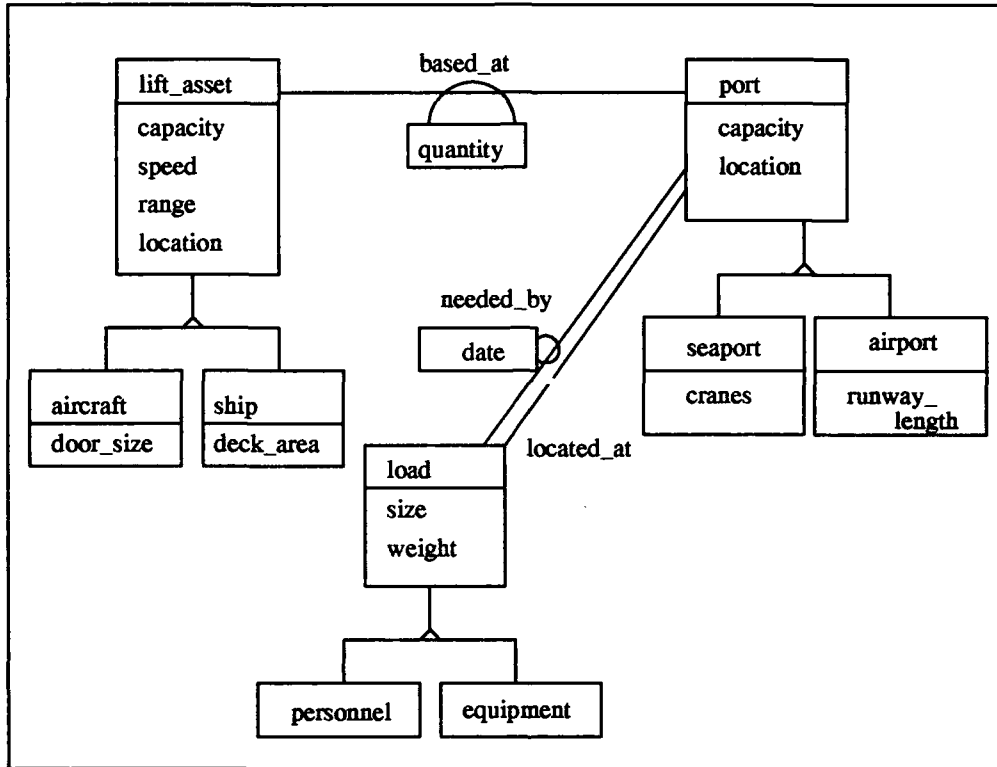 based_at
lift_asset
port
capacity
speed
range
location
quantity
capacity
location
needed_by
date
seaport
cranes
airport
runway_
length
aircraft
door_size
ship
deck_area
located_at
load
size
weight
personnel
equipment